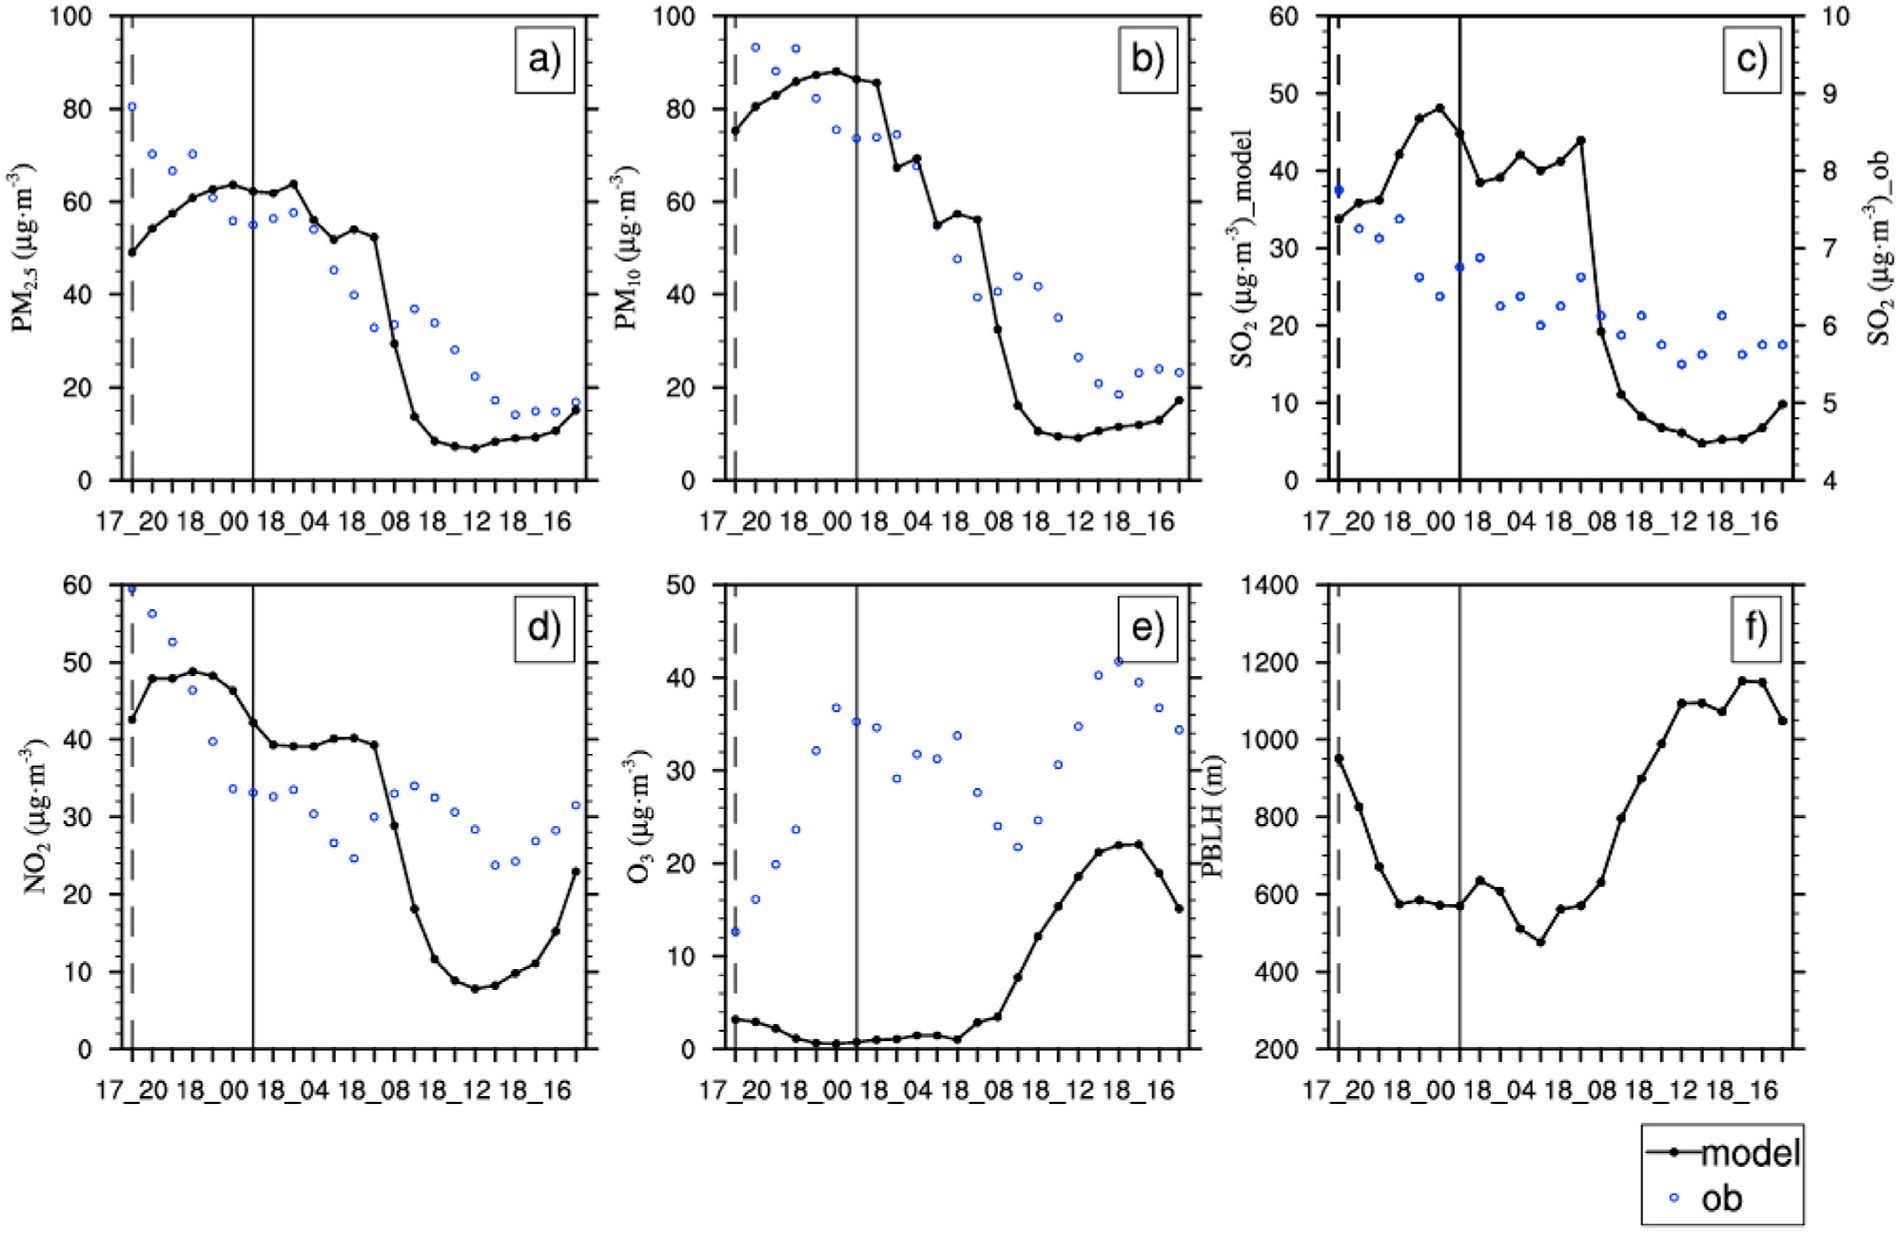 a)
100
80
60
40
20
0
PM2.5 (μg·m-3)
17_20 18_00 18_04 18_08 18_12 18_16
b)
100
80
60
40
20
0
PM10 (μg·m-3)
17_20 18_00 18_04 18_08 18_12 18_16
c)
60
50
40
30
20
10
0
SO2 (μg·m-3)_model
10
9
8
7
6
5
4
SO2 (μg·m-3)_ob
17_20 18_00 18_04 18_08 18_12 18_16
d)
60
50
40
30
20
10
0
NO2 (μg·m-3)
17_20 18_00 18_04 18_08 18_12 18_16
e)
50
40
30
20
10
0
O3 (μg·m-3)
17_20 18_00 18_04 18_08 18_12 18_16
f)
1400
1200
1000
800
600
400
200
PBLH (m)
17_20 18_00 18_04 18_08 18_12 18_16
model
ob